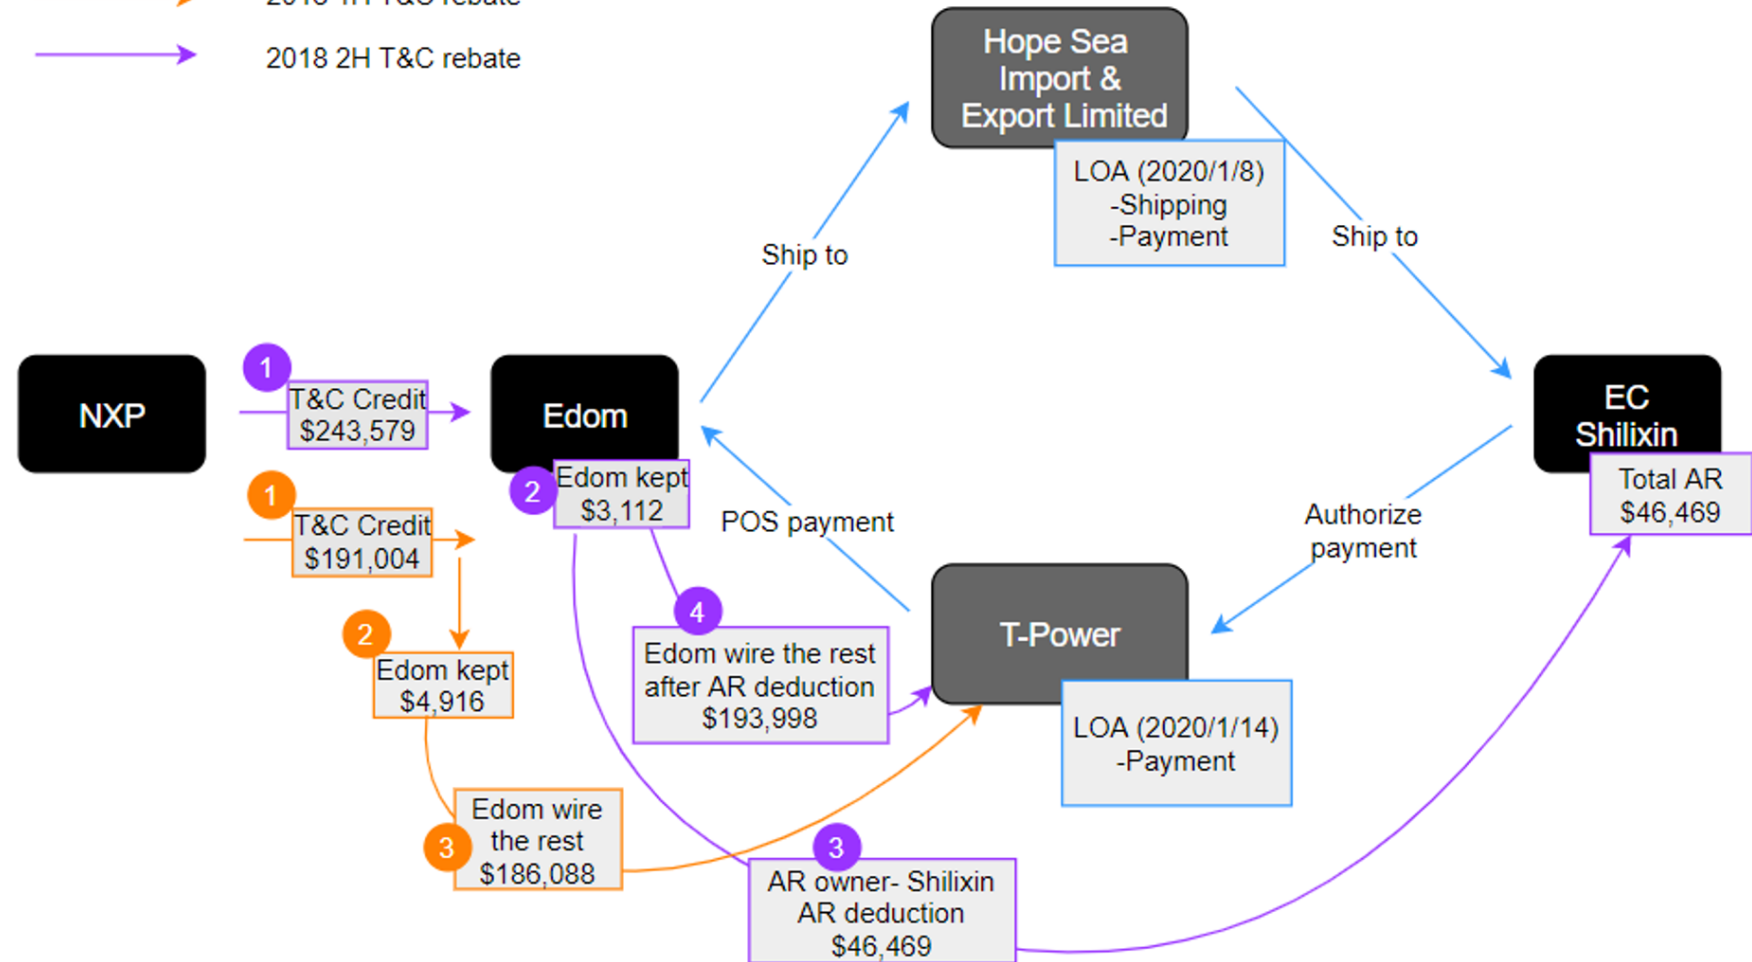 T&C rebate
2018 2H T&C rebate
Hope Sea
Import &
Export Limited
LOA (2020/1/8)
-Shipping
-Payment
Ship to
Ship to
NXP
1
T&C Credit
$243,579
Edom
EC
Shilixin
Total AR
$46,469
2
Edom kept
$3,112
1
T&C Credit
$191,004
POS payment
Authorize
payment
2
Edom kept
$4,916
4
Edom wire the rest
after AR deduction
$193,998
T-Power
LOA (2020/1/14)
-Payment
3
Edom wire
the rest
$186,088
3
AR owner- Shilixin
AR deduction
$46,469